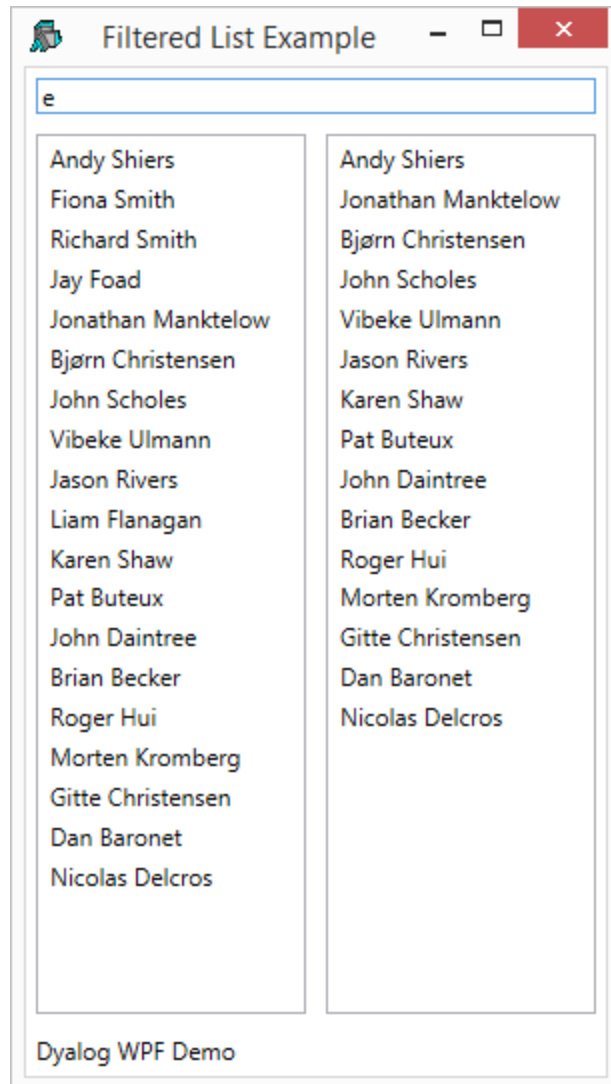 Filtered List Example
e
Andy Shiers
Fiona Smith
Richard Smith
Jay Foad
Jonathan Manktelow
Bjørn Christensen
John Scholes
Vibeke Ulmann
Jason Rivers
Liam Flanagan
Karen Shaw
Pat Buteux
John Daintree
Brian Becker
Roger Hui
Morten Kromberg
Gitte Christensen
Dan Baronet
Nicolas Delcros
Andy Shiers
Jonathan Manktelow
Bjørn Christensen
John Scholes
Vibeke Ulmann
Jason Rivers
Karen Shaw
Pat Buteux
John Daintree
Brian Becker
Roger Hui
Morten Kromberg
Gitte Christensen
Dan Baronet
Nicolas Delcros
Dyalog WPF Demo